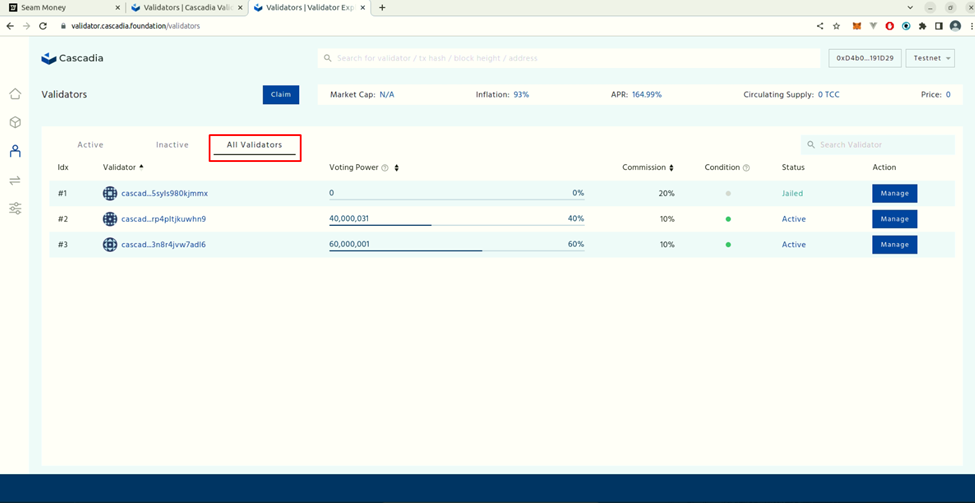 Seam Money
Validators | Cascadia Valid
Validators | Validator Exp
validator.cascadia.foundation/validators
Cascadia
Search for validator / tx hash / block height / address
0xD4b0...191D29
Testnet
Validators
Claim
Market Cap: N/A
Inflation: 93%
APR: 164.99%
Circulating Supply: 0 TCC
Price: 0
Active
Inactive
All Validators
Search Validator
Idx Validator Voting Power Commission Condition Status Action
#1 cascad...5syls980kjmmx 0 0% 20% Jailed Manage
#2 cascad...rp4pltjkuwhn9 40,000,031 40% 10% Active Manage
#3 cascad...3n8r4jvw7adl6 60,000,001 60% 10% Active Manage